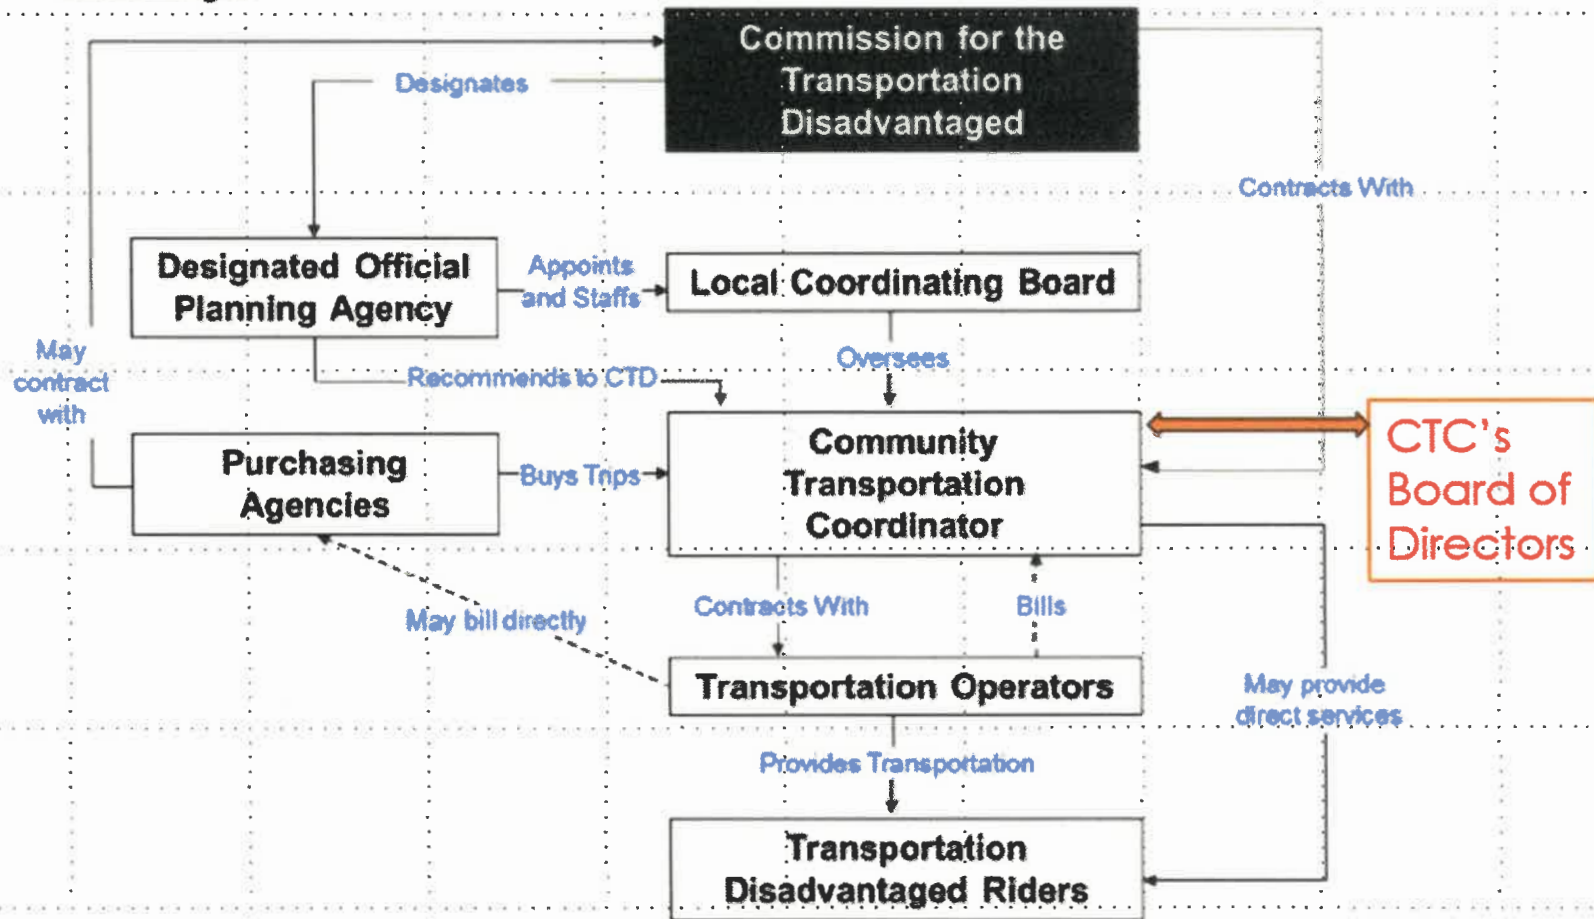 Commission for the
Transportation
Disadvantaged
Designates
Contracts With
Designated Official
Planning Agency
Appoints
and Staffs
Local Coordinating Board
May
contract
with
Recommends to CTD
Oversees
Purchasing
Agencies
Buys Trips
Community
Transportation
Coordinator
CTC's
Board of
Directors
May bill directly
Contracts With
Bills
Transportation Operators
May provide
direct services
Provides Transportation
Transportation
Disadvantaged Riders